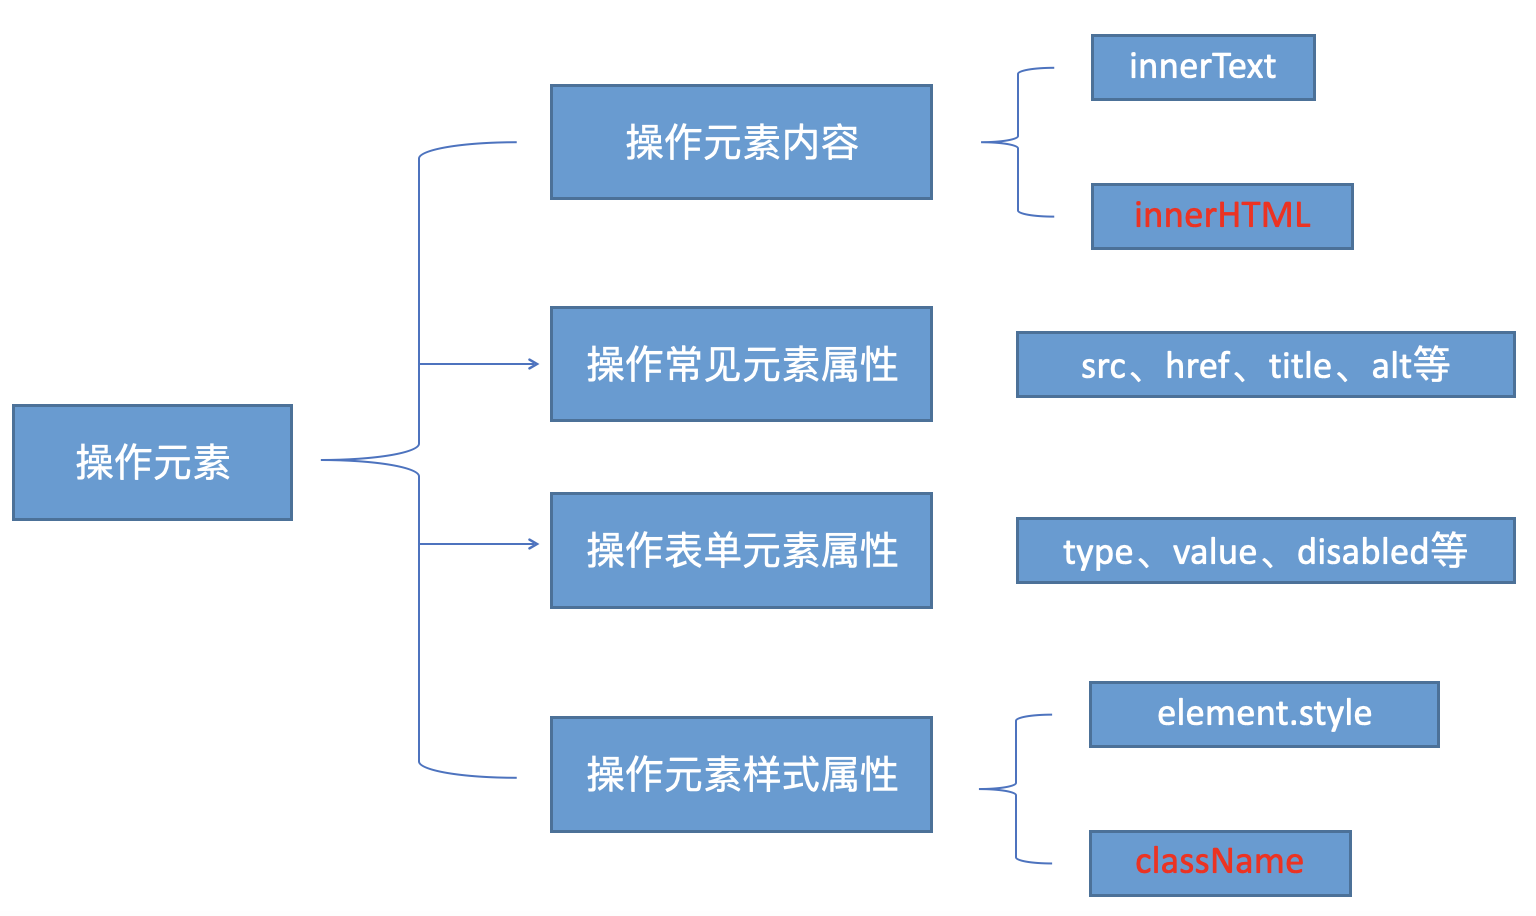 操作元素
操作元素内容
innerText
innerHTML
操作常见元素属性
src、href、title、alt等
操作表单元素属性
type、value、disabled等
操作元素样式属性
element.style
className